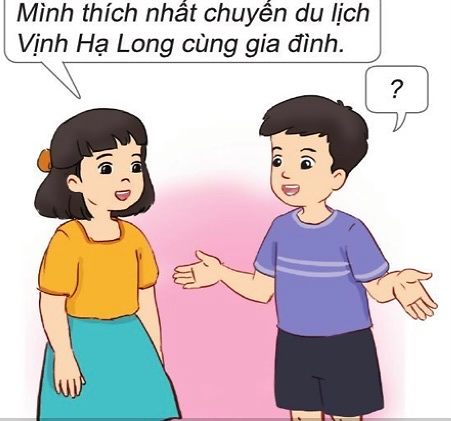 Mình thích nhất chuyến du lịch
Vịnh Hạ Long cùng gia đình.
?